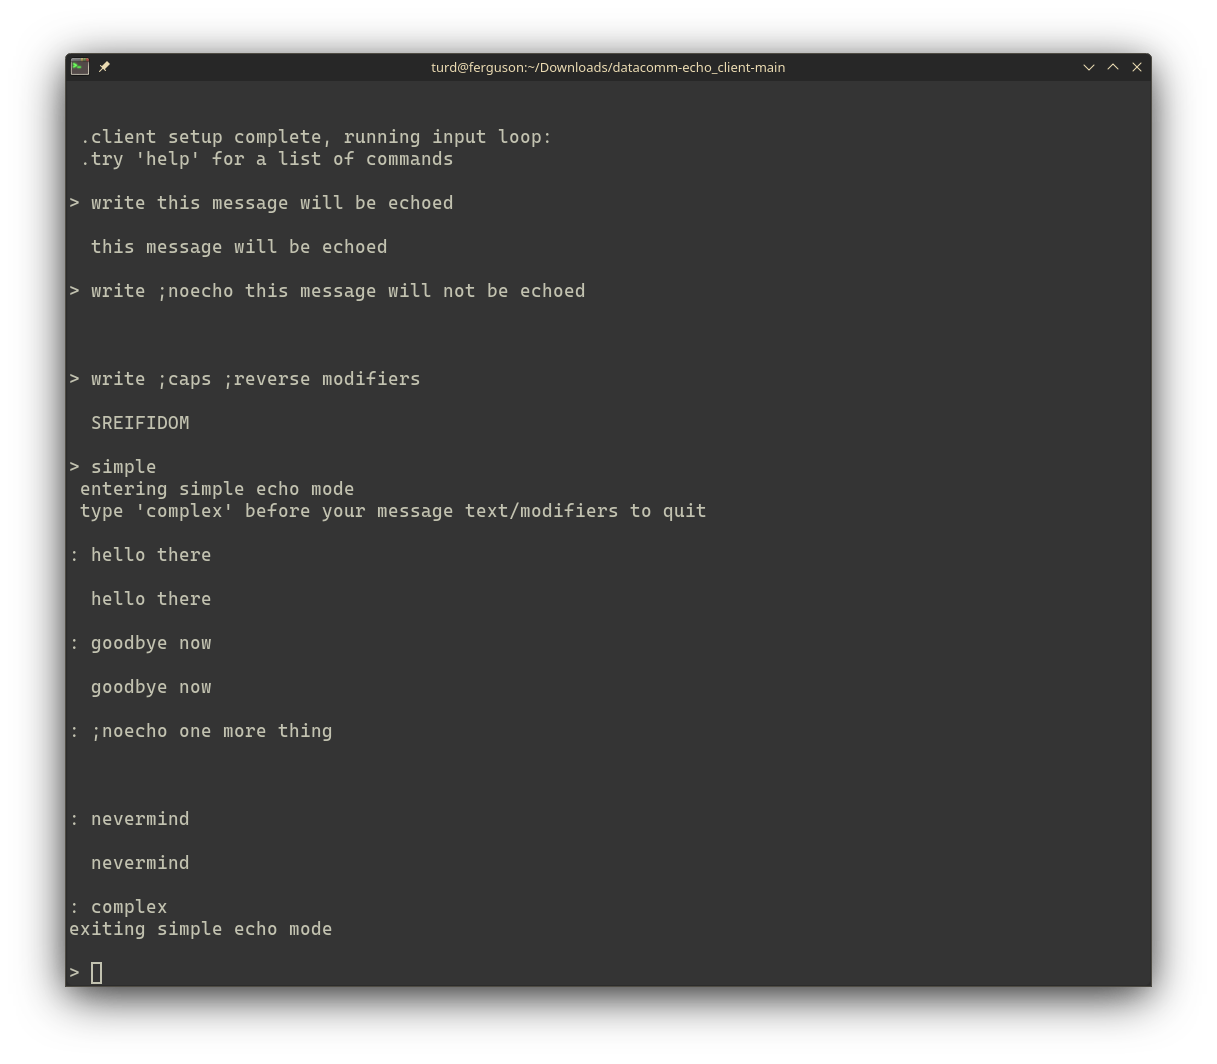 turd@ferguson:~/Downloads/datacomm-echo_client-main
.client setup complete, running input loop:
.try 'help' for a list of commands
> write this message will be echoed
this message will be echoed
> write ;noecho this message will not be echoed
> write ;caps ;reverse modifiers
SREIFIDOM
> simple
entering simple echo mode
type 'complex' before your message text/modifiers to quit
: hello there
hello there
: goodbye now
goodbye now
: ;noecho one more thing
: nevermind
nevermind
: complex
exiting simple echo mode
>